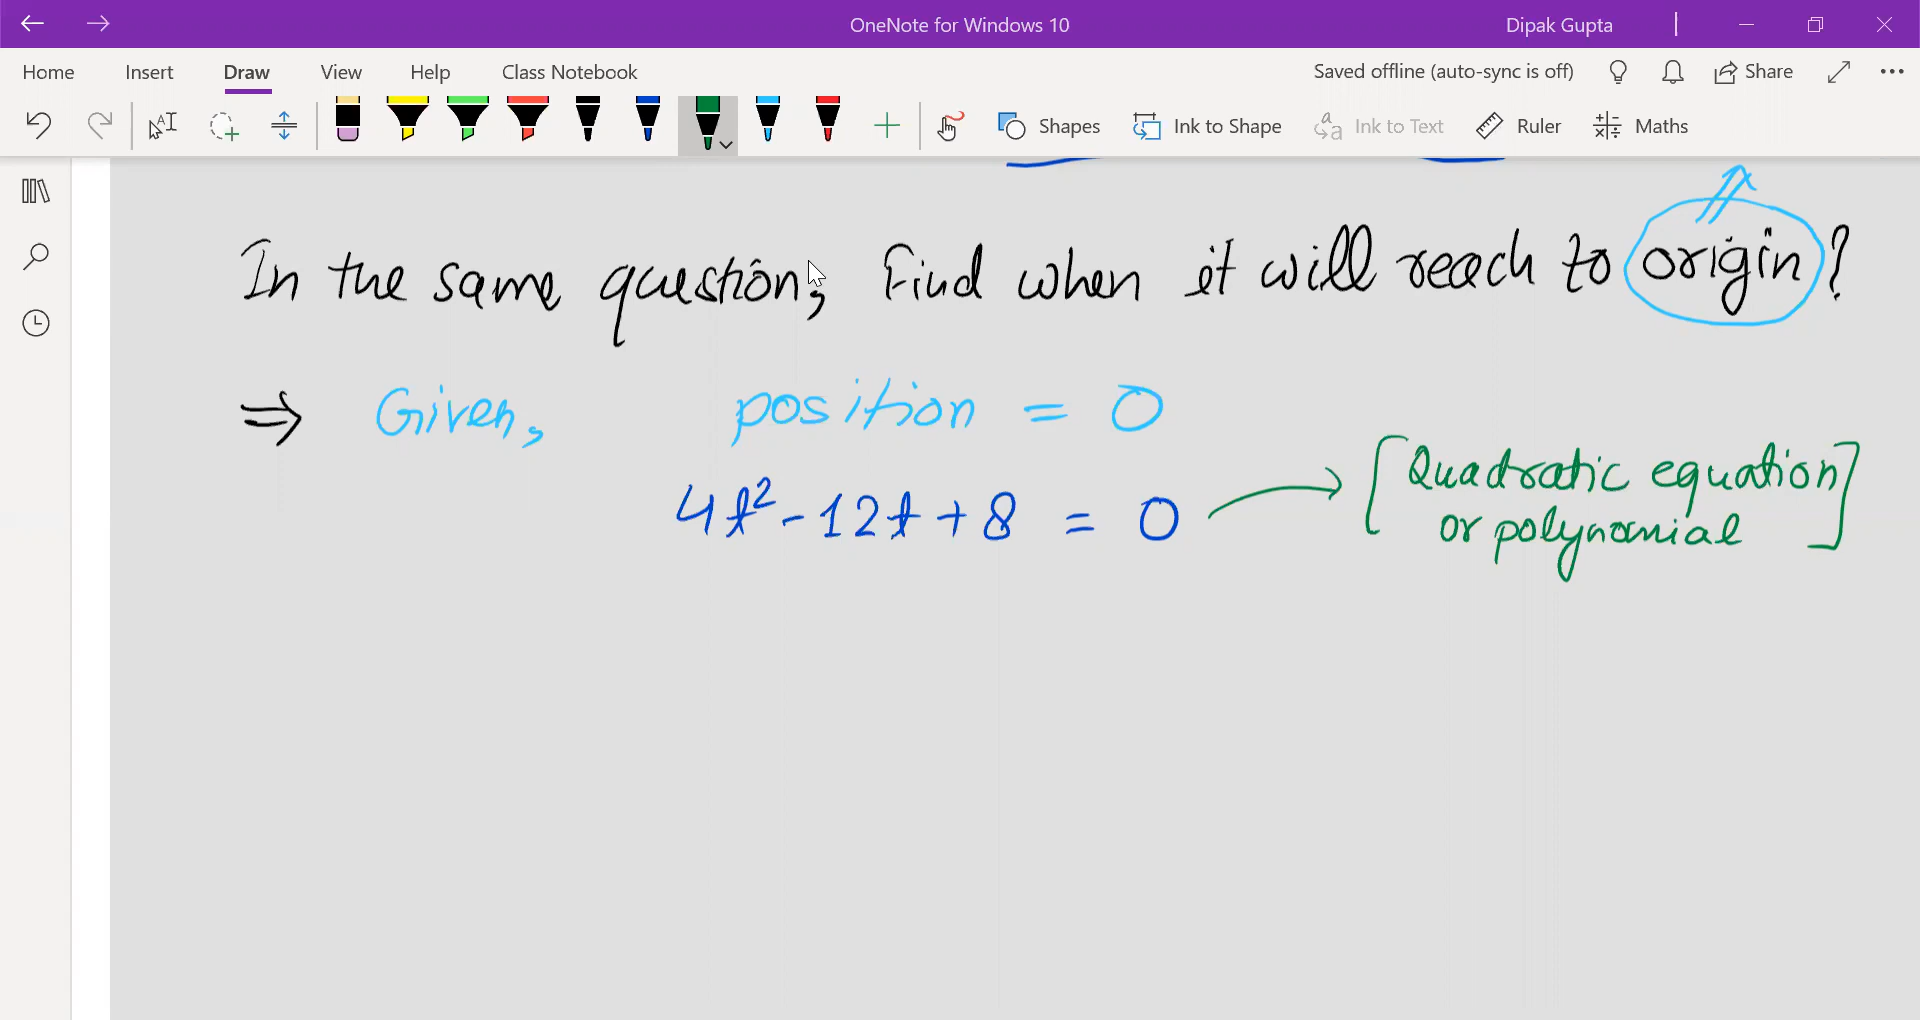 OneNote for Windows 10
Dipak Gupta
Home Insert Draw View Help Class Notebook
Saved offline (auto-sync is off) Share
Shapes Ink to Shape Ink to Text Ruler Maths
In the same question, Find when it will reach to origin?
⇒ Given, position = 0
4t² - 12t + 8 = 0 → [Quadratic equation
or polynomial]